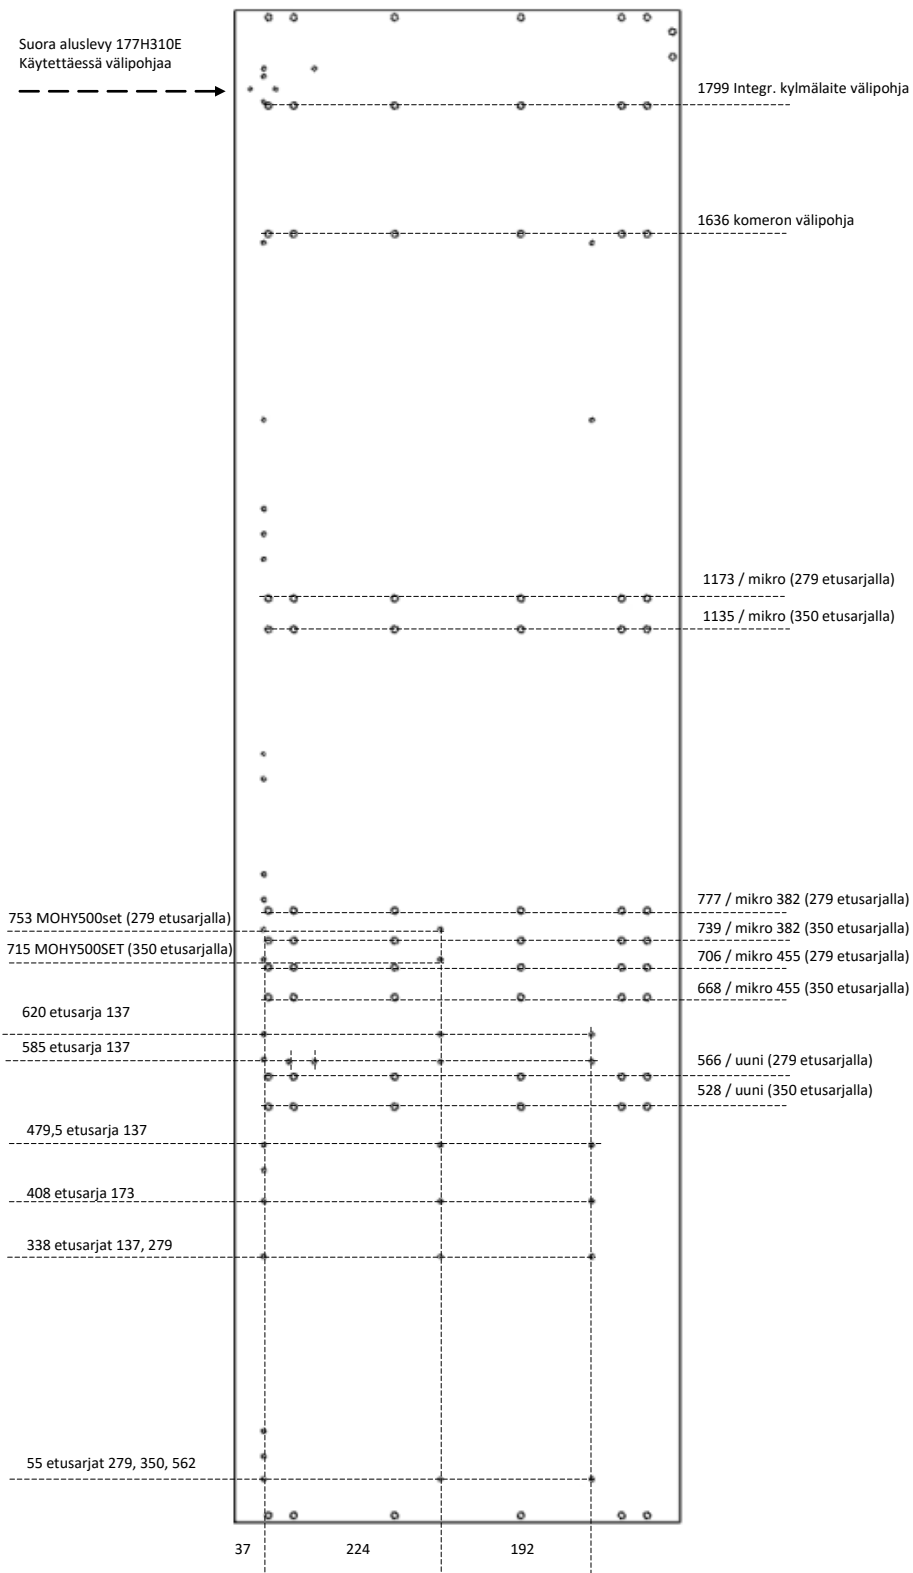 Suora aluslevy 177H310E
Käytettäessä välipohjaa
1799 Integr. kylmälaite välipohja
1636 komeron välipohja
1173 / mikro (279 etusarjalla)
1135 / mikro (350 etusarjalla)
777 / mikro 382 (279 etusarjalla)
753 MOHY500set (279 etusarjalla)
739 / mikro 382 (350 etusarjalla)
715 MOHY500SET (350 etusarjalla)
706 / mikro 455 (279 etusarjalla)
668 / mikro 455 (350 etusarjalla)
620 etusarja 137
585 etusarja 137
566 / uuni (279 etusarjalla)
528 / uuni (350 etusarjalla)
479,5 etusarja 137
408 etusarja 173
338 etusarjat 137, 279
55 etusarjat 279, 350, 562
37 224 192